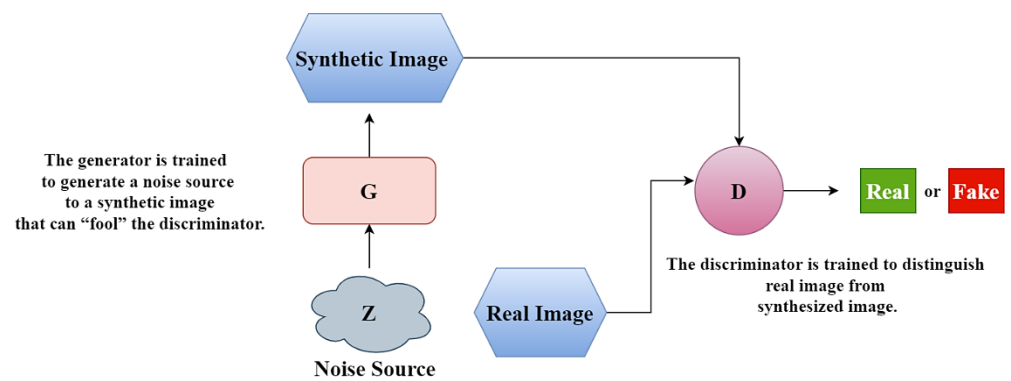 Synthetic Image
The generator is trained
to generate a noise source
to a synthetic image
that can “fool” the discriminator.
G
D
Real or Fake
The discriminator is trained to distinguish
real image from
synthesized image.
Z
Real Image
Noise Source